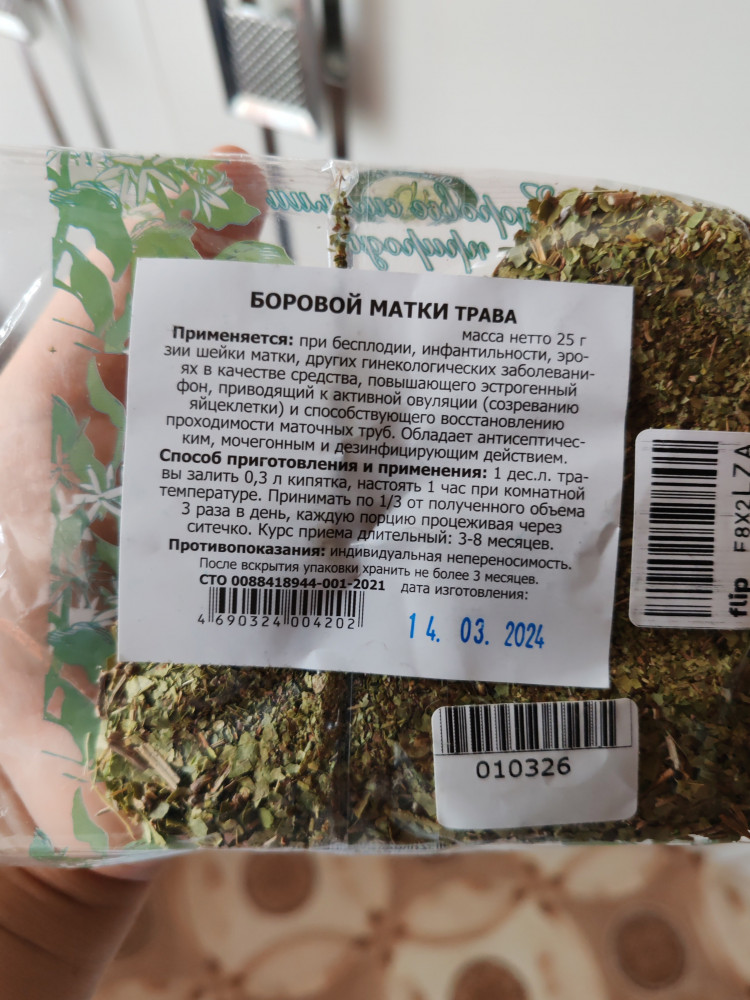 БОРОВОЙ МАТКИ ТРАВА
масса нетто 25 г
Применяется: при бесплодии, инфантильности, эро-
зии шейки матки, других гинекологических заболевани-
ях в качестве средства, повышающего эстрогенный
фон, приводящий к активной овуляции (созреванию
яйцеклетки) и способствующего восстановлению
проходимости маточных труб. Обладает антисептичес-
ким, мочегонным и дезинфицирующим действием.
Способ приготовления и применения: 1 дес.л. тра-
вы залить 0,3 л кипятка, настоять 1 час при комнатной
температуре. Принимать по 1/3 от полученного объема
3 раза в день, каждую порцию процеживая через
ситечко. Курс приема длительный: 3-8 месяцев.
Противопоказания: индивидуальная непереносимость.
После вскрытия упаковки хранить не более 3 месяцев.
СТО 0088418944-001-2021 дата изготовления:
4 690324 004202
14. 03. 2024
010326
flip F8X2LZA